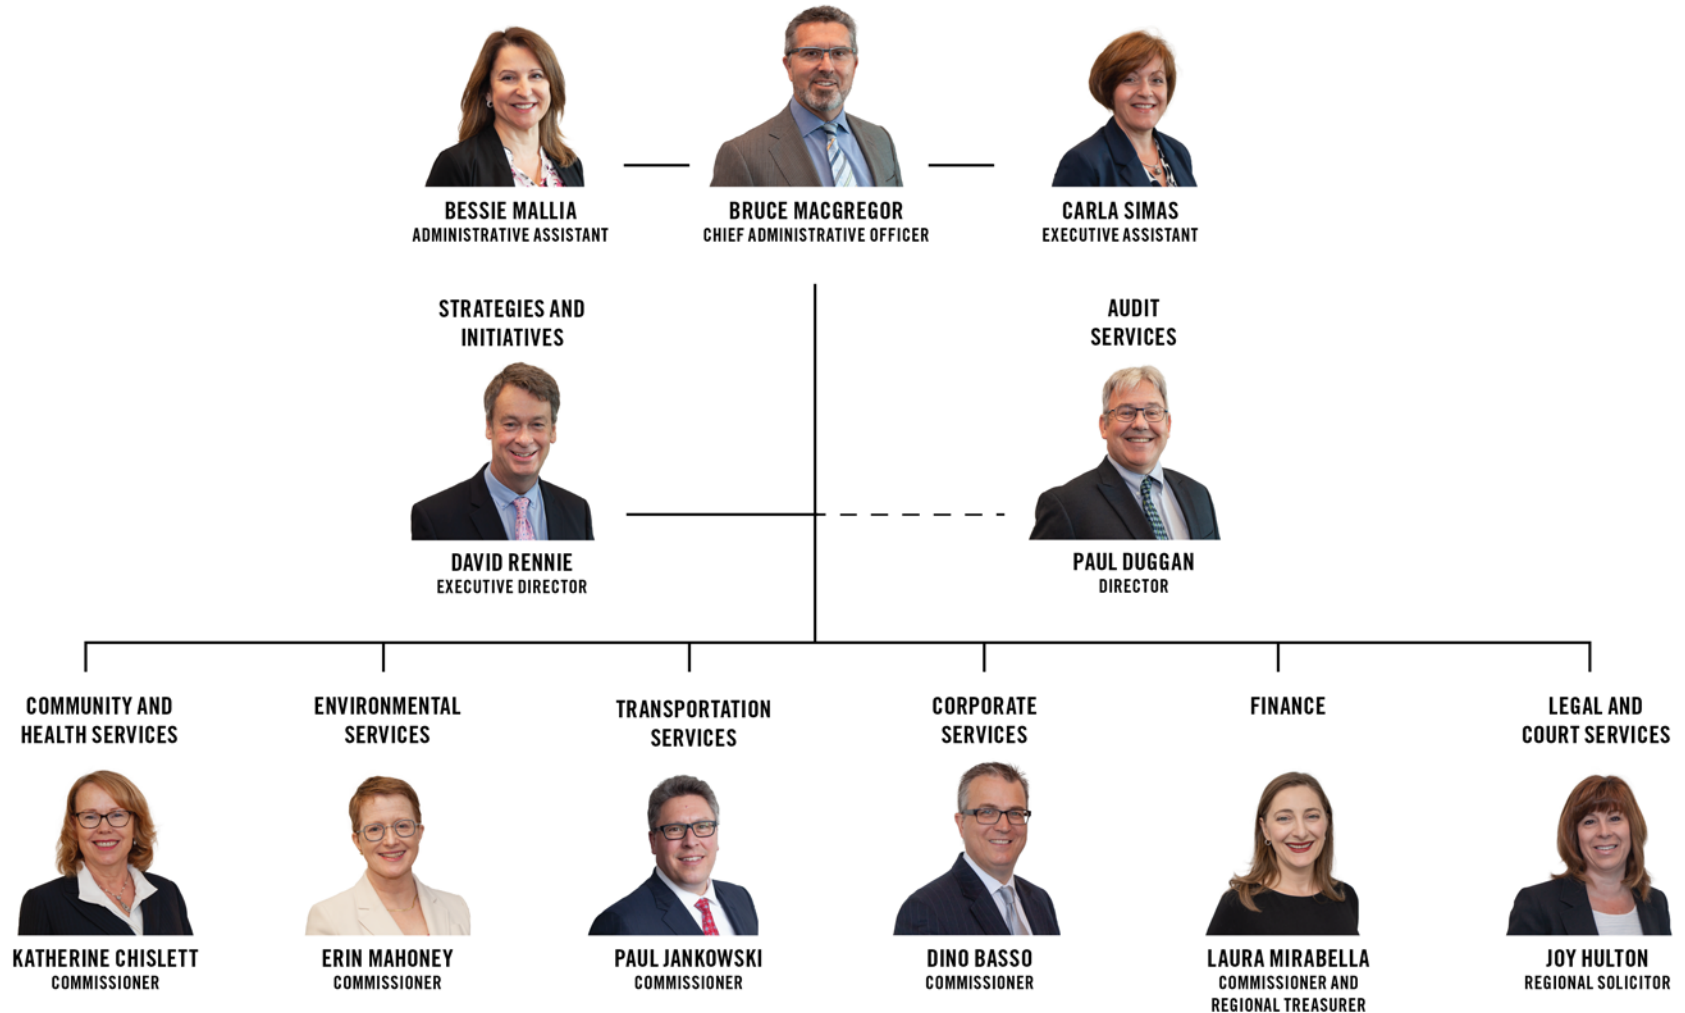 BESSIE MALLIA
ADMINISTRATIVE ASSISTANT
BRUCE MACGREGOR
CHIEF ADMINISTRATIVE OFFICER
CARLA SIMAS
EXECUTIVE ASSISTANT
STRATEGIES AND
INITIATIVES
DAVID RENNIE
EXECUTIVE DIRECTOR
AUDIT
SERVICES
PAUL DUGGAN
DIRECTOR
COMMUNITY AND
HEALTH SERVICES
KATHERINE CHISLETT
COMMISSIONER
ENVIRONMENTAL
SERVICES
ERIN MAHONEY
COMMISSIONER
TRANSPORTATION
SERVICES
PAUL JANKOWSKI
COMMISSIONER
CORPORATE
SERVICES
DINO BASSO
COMMISSIONER
FINANCE
LAURA MIRABELLA
COMMISSIONER AND
REGIONAL TREASURER
LEGAL AND
COURT SERVICES
JOY HULTON
REGIONAL SOLICITOR